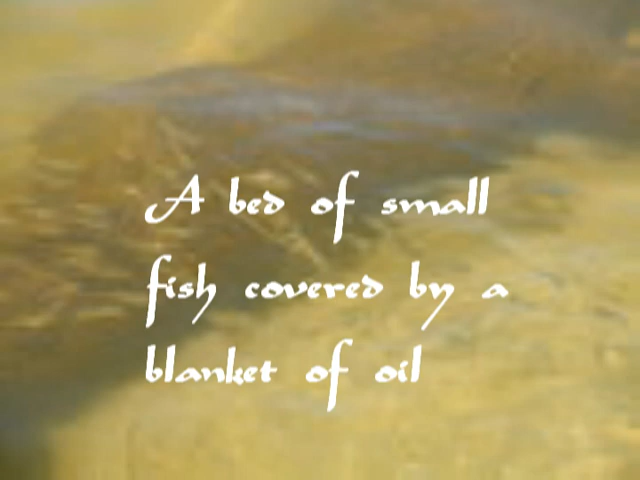 A bed of small
fish covered by a
blanket of oil